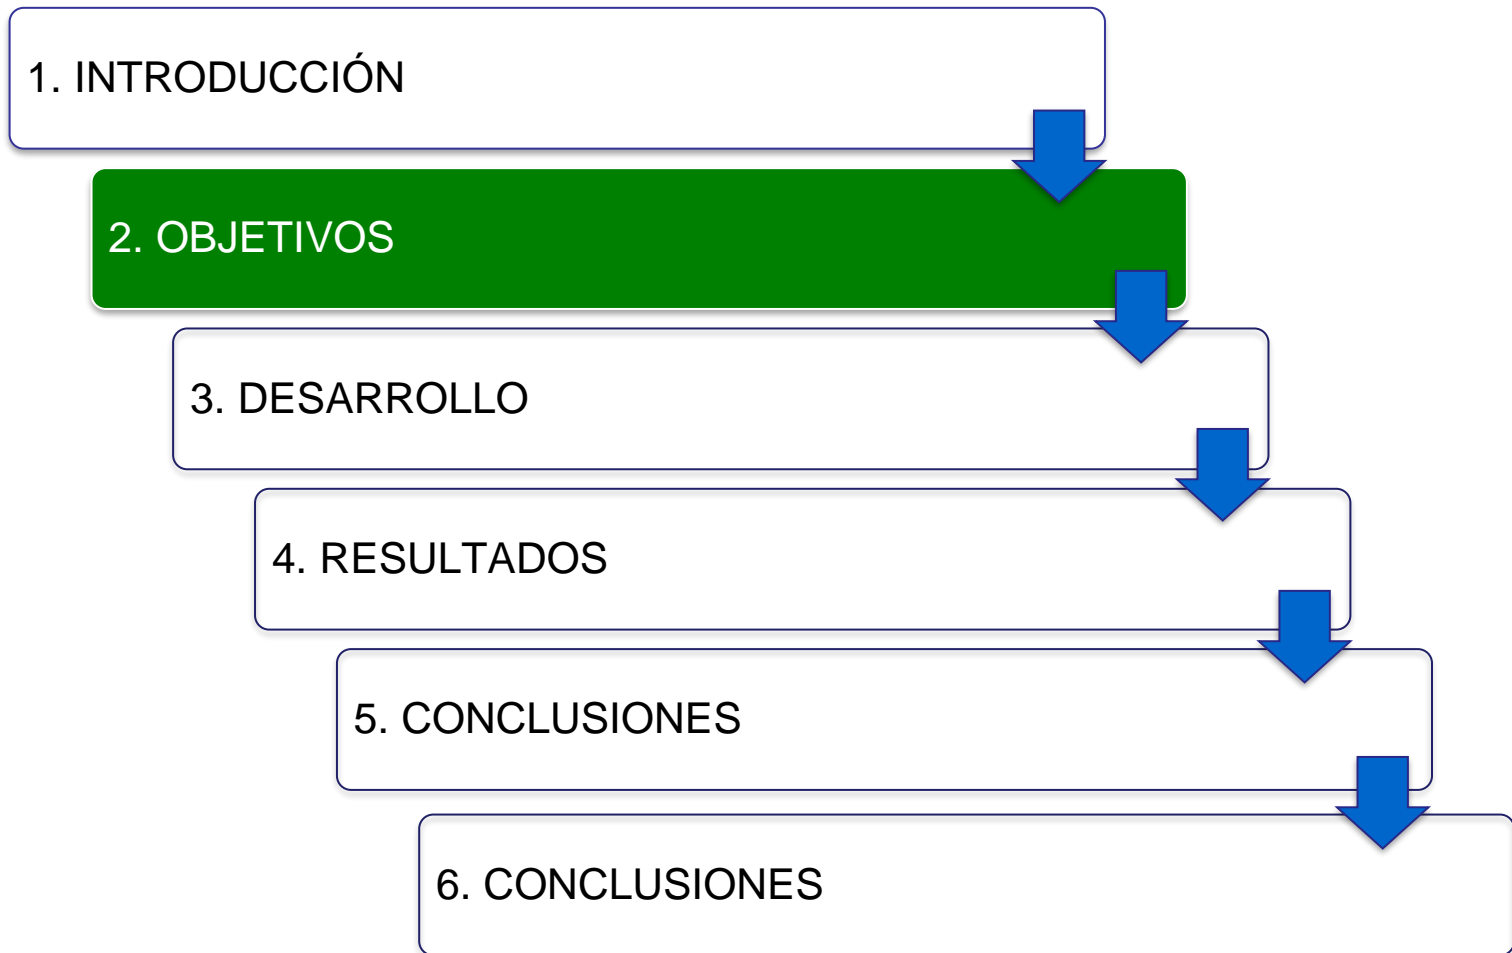 1. INTRODUCCIÓN
2. OBJETIVOS
3. DESARROLLO
4. RESULTADOS
5. CONCLUSIONES
6. CONCLUSIONES